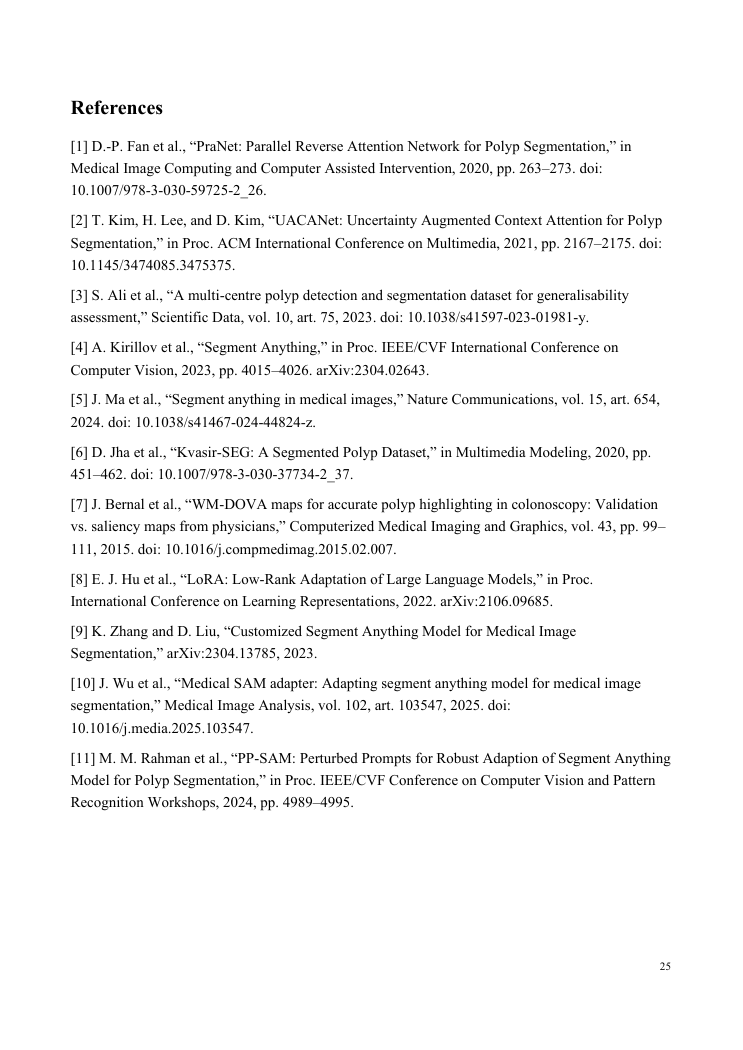 References
[1] D.-P. Fan et al., “PraNet: Parallel Reverse Attention Network for Polyp Segmentation,” in
Medical Image Computing and Computer Assisted Intervention, 2020, pp. 263–273. doi:
10.1007/978-3-030-59725-2_26.
[2] T. Kim, H. Lee, and D. Kim, “UACANet: Uncertainty Augmented Context Attention for Polyp
Segmentation,” in Proc. ACM International Conference on Multimedia, 2021, pp. 2167–2175. doi:
10.1145/3474085.3475375.
[3] S. Ali et al., “A multi-centre polyp detection and segmentation dataset for generalisability
assessment,” Scientific Data, vol. 10, art. 75, 2023. doi: 10.1038/s41597-023-01981-y.
[4] A. Kirillov et al., “Segment Anything,” in Proc. IEEE/CVF International Conference on
Computer Vision, 2023, pp. 4015–4026. arXiv:2304.02643.
[5] J. Ma et al., “Segment anything in medical images,” Nature Communications, vol. 15, art. 654,
2024. doi: 10.1038/s41467-024-44824-z.
[6] D. Jha et al., “Kvasir-SEG: A Segmented Polyp Dataset,” in Multimedia Modeling, 2020, pp.
451–462. doi: 10.1007/978-3-030-37734-2_37.
[7] J. Bernal et al., “WM-DOVA maps for accurate polyp highlighting in colonoscopy: Validation
vs. saliency maps from physicians,” Computerized Medical Imaging and Graphics, vol. 43, pp. 99–
111, 2015. doi: 10.1016/j.compmedimag.2015.02.007.
[8] E. J. Hu et al., “LoRA: Low-Rank Adaptation of Large Language Models,” in Proc.
International Conference on Learning Representations, 2022. arXiv:2106.09685.
[9] K. Zhang and D. Liu, “Customized Segment Anything Model for Medical Image
Segmentation,” arXiv:2304.13785, 2023.
[10] J. Wu et al., “Medical SAM adapter: Adapting segment anything model for medical image
segmentation,” Medical Image Analysis, vol. 102, art. 103547, 2025. doi:
10.1016/j.media.2025.103547.
[11] M. M. Rahman et al., “PP-SAM: Perturbed Prompts for Robust Adaption of Segment Anything
Model for Polyp Segmentation,” in Proc. IEEE/CVF Conference on Computer Vision and Pattern
Recognition Workshops, 2024, pp. 4989–4995.
25